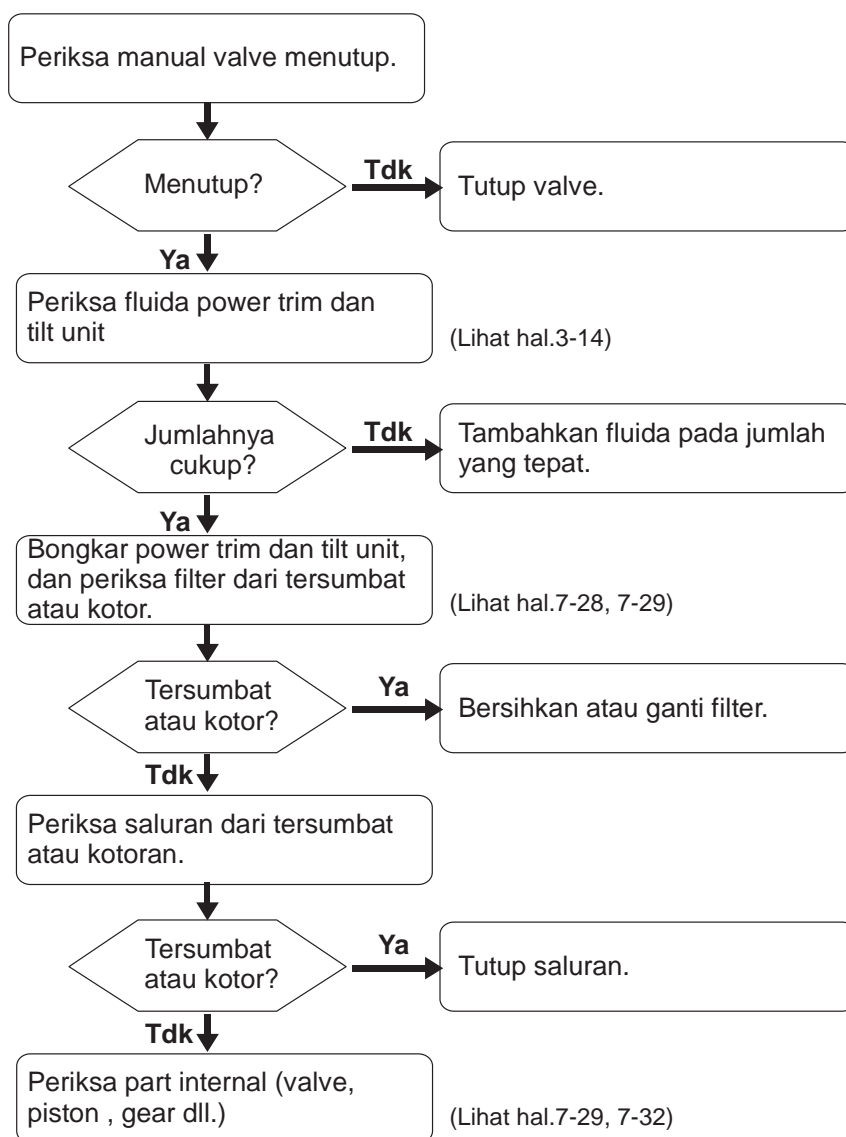 Periksa manual valve menutup.
Menutup?
Tdk
Tutup valve.
Ya
Periksa fluida power trim dan
tilt unit
(Lihat hal.3-14)
Jumlahnya
cukup?
Tdk
Tambahkan fluida pada jumlah
yang tepat.
Ya
Bongkar power trim dan tilt unit,
dan periksa filter dari tersumbat
atau kotor.
(Lihat hal.7-28, 7-29)
Tersumbat
atau kotor?
Ya
Bersihkan atau ganti filter.
Tdk
Periksa saluran dari tersumbat
atau kotoran.
Tersumbat
atau kotor?
Ya
Tutup saluran.
Tdk
Periksa part internal (valve,
piston , gear dll.)
(Lihat hal.7-29, 7-32)